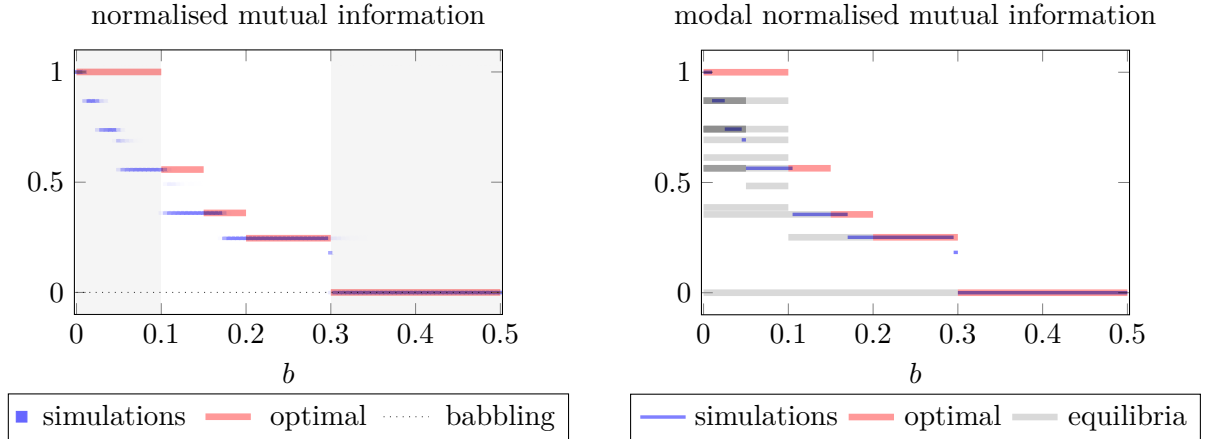 normalised mutual information
1
0.5
0
0 0.1 0.2 0.3 0.4 0.5
b
simulations optimal babbling
modal normalised mutual information
1
0.5
0
0 0.1 0.2 0.3 0.4 0.5
b
simulations optimal equilibria